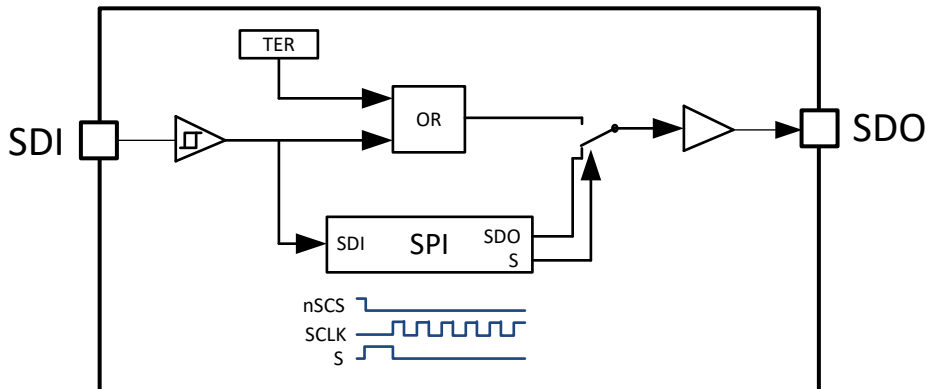 TER
OR
SDI
SDO
SDI SPI SDO
S
nSCS
SCLK
S